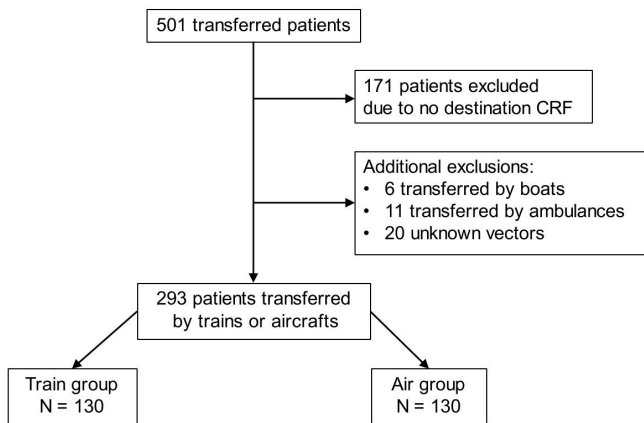 501 transferred patients
171 patients excluded
due to no destination CRF
Additional exclusions:
• 6 transferred by boats
• 11 transferred by ambulances
• 20 unknown vectors
293 patients transferred
by trains or aircrafts
Train group
N = 130
Air group
N = 130